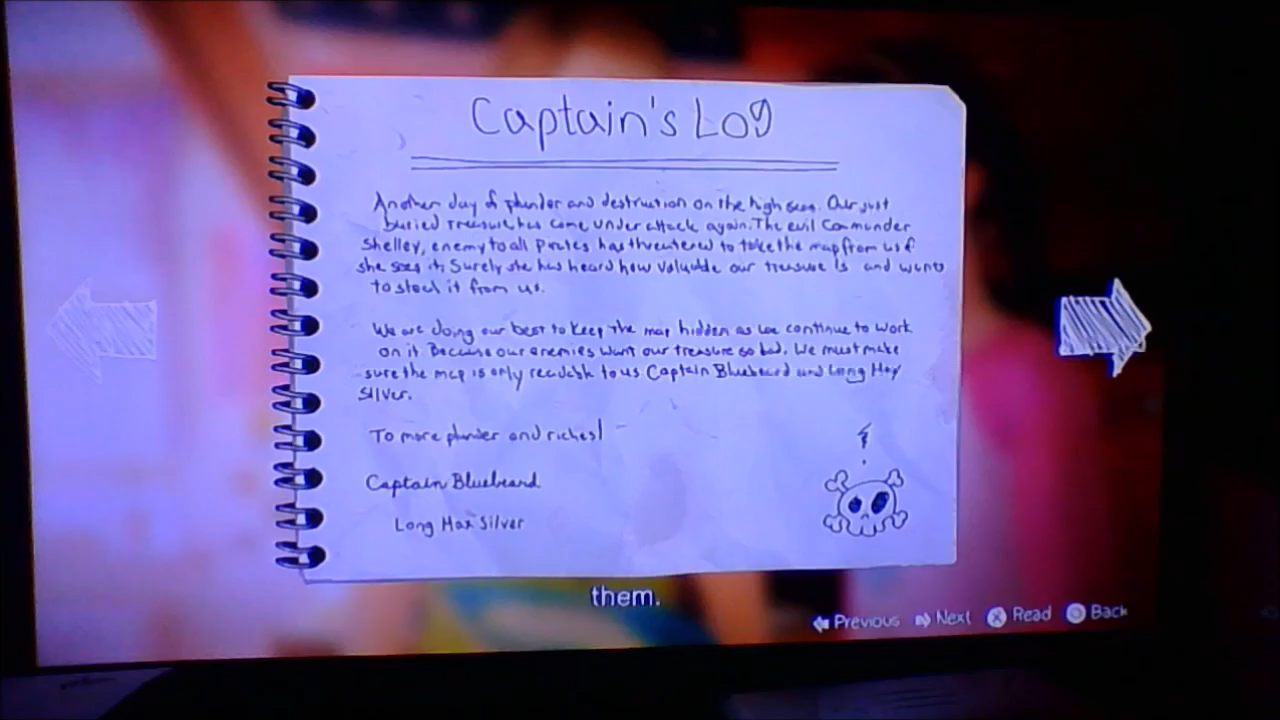 Captain's Log
Another day of plunder and destruction on the high seas. Our just
buried treasure has come under attack again. The evil Commander
Shelley, enemy to all Pirates has threatened to take the map from us if
she sees it. Surely she has heard how valuable our treasure is and wants
to steal it from us.
We are doing our best to keep the map hidden as we continue to work
on it. Because our enemies want our treasure so bad. We must make
sure the map is only readable to us Captain Bluebeard and Long Max
Silver.
To more plunder and riches!
Captain Bluebeard
Long Max Silver
them.
Previous Next Read Back